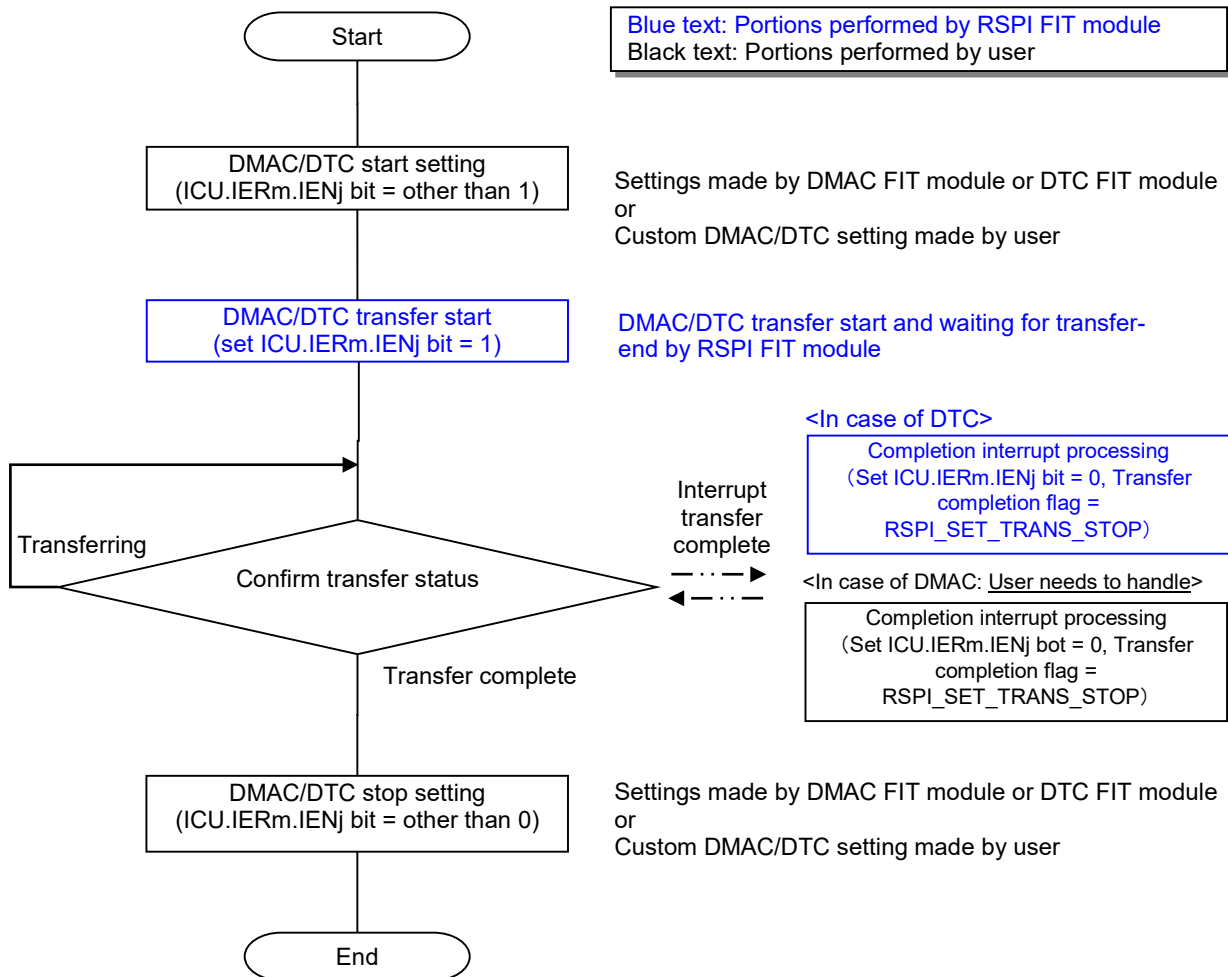 Start
Blue text: Portions performed by RSPI FIT module
Black text: Portions performed by user
DMAC/DTC start setting
(ICU.IERm.IENj bit = other than 1)
Settings made by DMAC FIT module or DTC FIT module
or
Custom DMAC/DTC setting made by user
DMAC/DTC transfer start
(set ICU.IERm.IENj bit = 1)
DMAC/DTC transfer start and waiting for transfer-
end by RSPI FIT module
<In case of DTC>
Completion interrupt processing
（Set ICU.IERm.IENj bit = 0, Transfer
completion flag =
RSPI_SET_TRANS_STOP）
Interrupt
transfer
complete
Transferring
Confirm transfer status
<In case of DMAC: User needs to handle>
Completion interrupt processing
（Set ICU.IERm.IENj bot = 0, Transfer
completion flag =
RSPI_SET_TRANS_STOP）
Transfer complete
DMAC/DTC stop setting
(ICU.IERm.IENj bit = other than 0)
Settings made by DMAC FIT module or DTC FIT module
or
Custom DMAC/DTC setting made by user
End